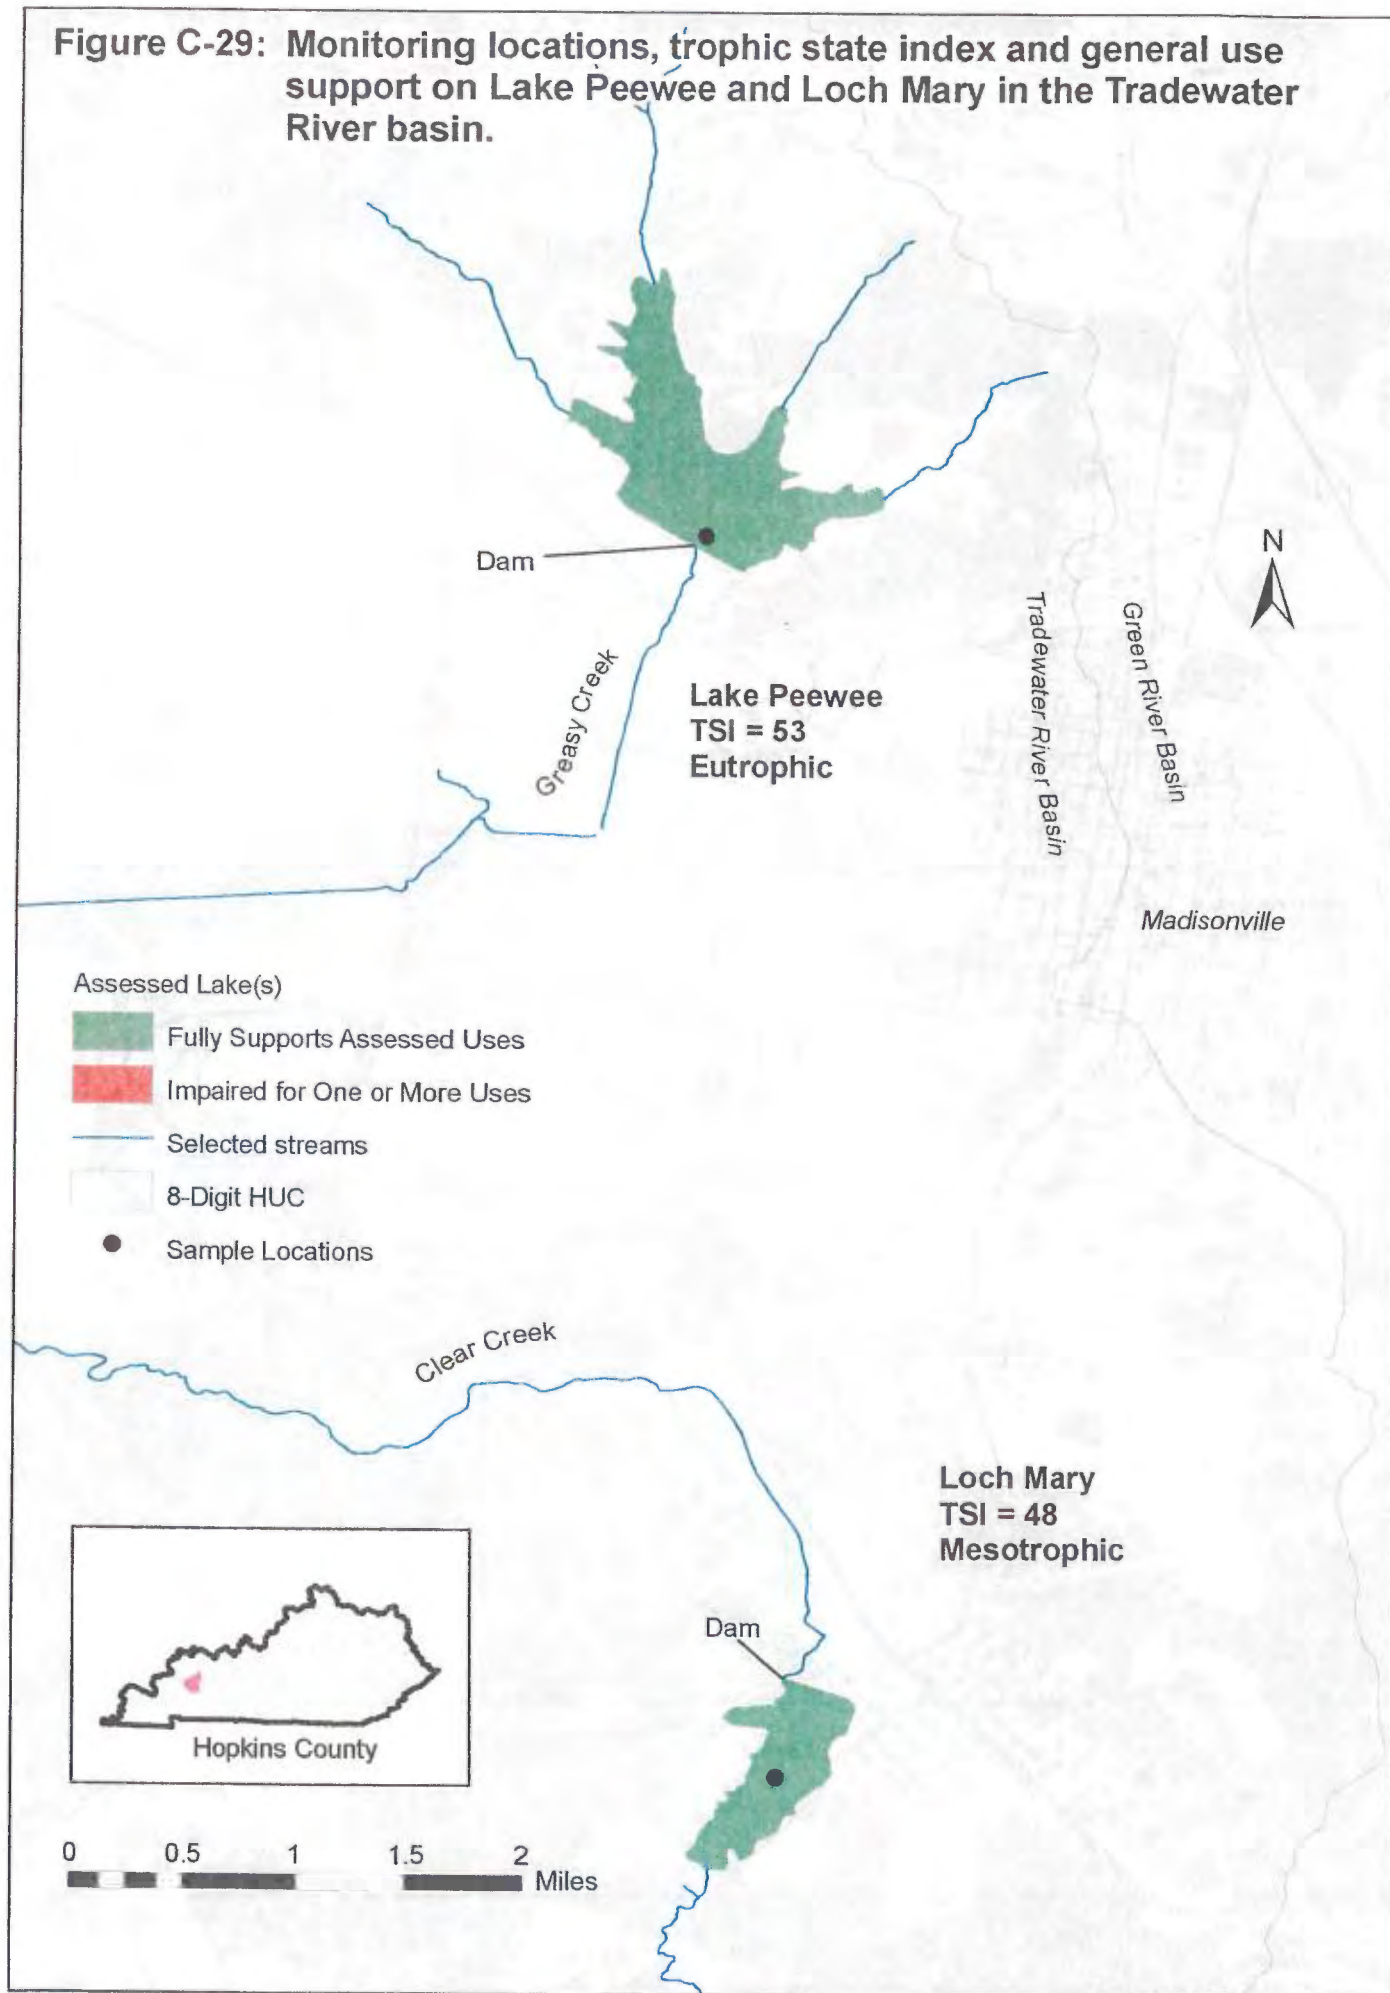 Figure C-29: Monitoring locations, trophic state index and general use
support on Lake Peewee and Loch Mary in the Tradewater
River basin.
Dam
N
Greasy Creek
Lake Peewee
TSI = 53
Eutrophic
Tradewater River Basin
Green River Basin
Madisonville
Assessed Lake(s)
Fully Supports Assessed Uses
Impaired for One or More Uses
Selected streams
8-Digit HUC
Sample Locations
Clear Creek
Loch Mary
TSI = 48
Mesotrophic
Dam
Hopkins County
0 0.5 1 1.5 2
Miles